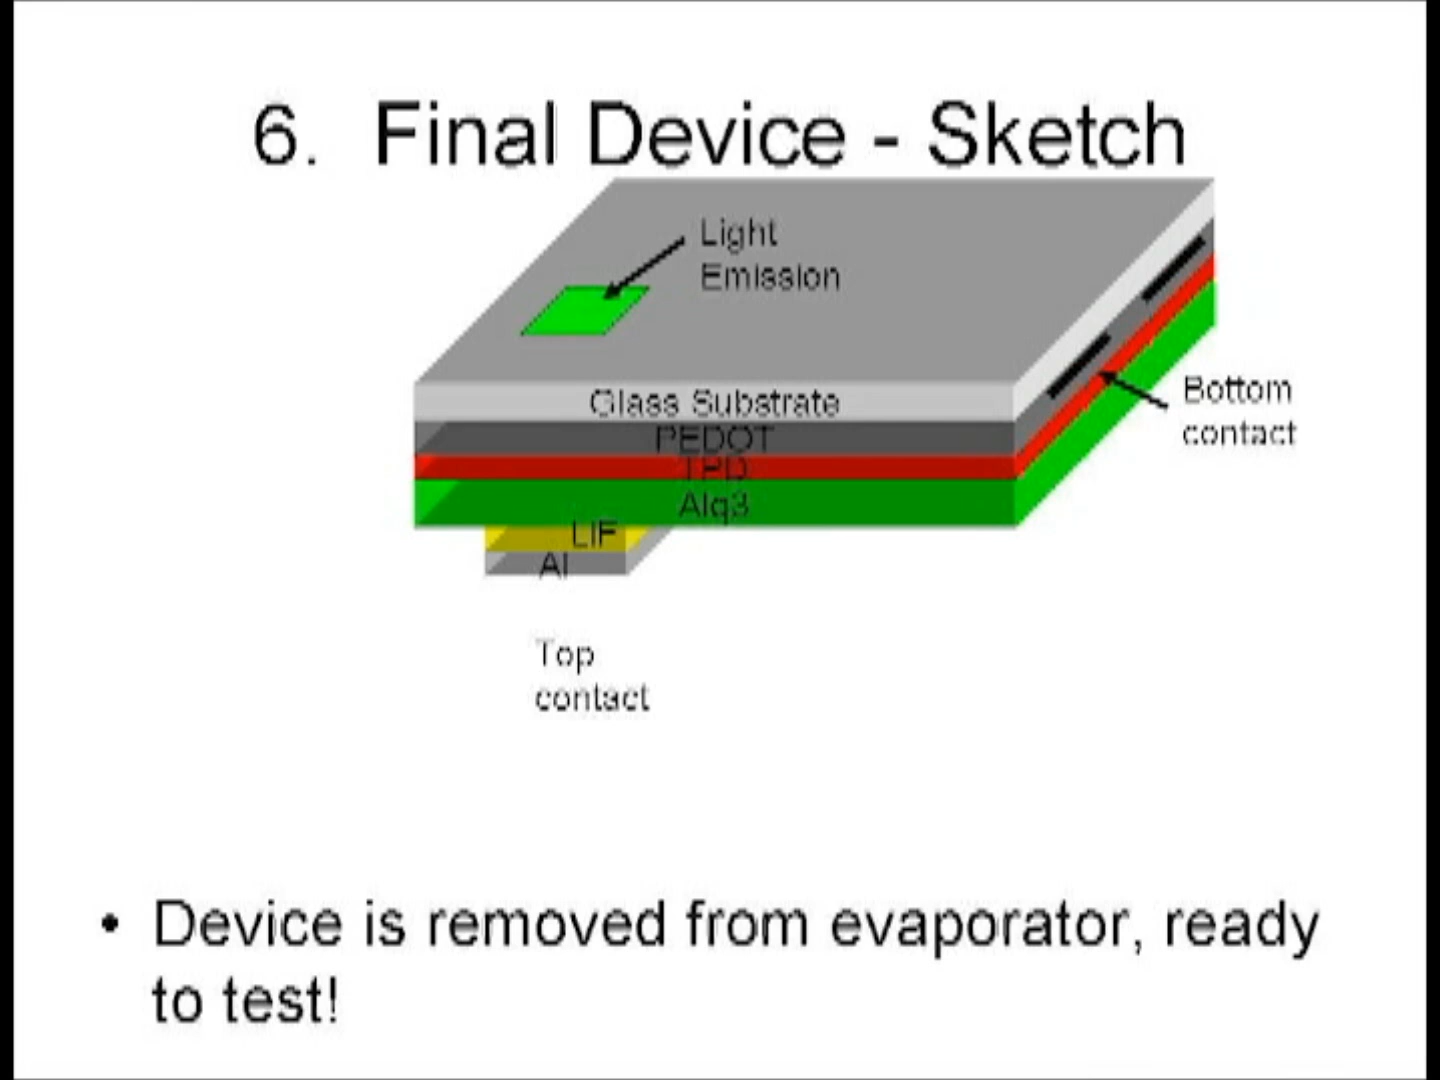 6. Final Device - Sketch
Light
Emission
Glass Substrate
PEDOT
TPD
Alq3
LiF
Al
Bottom
contact
Top
contact
• Device is removed from evaporator, ready
to test!